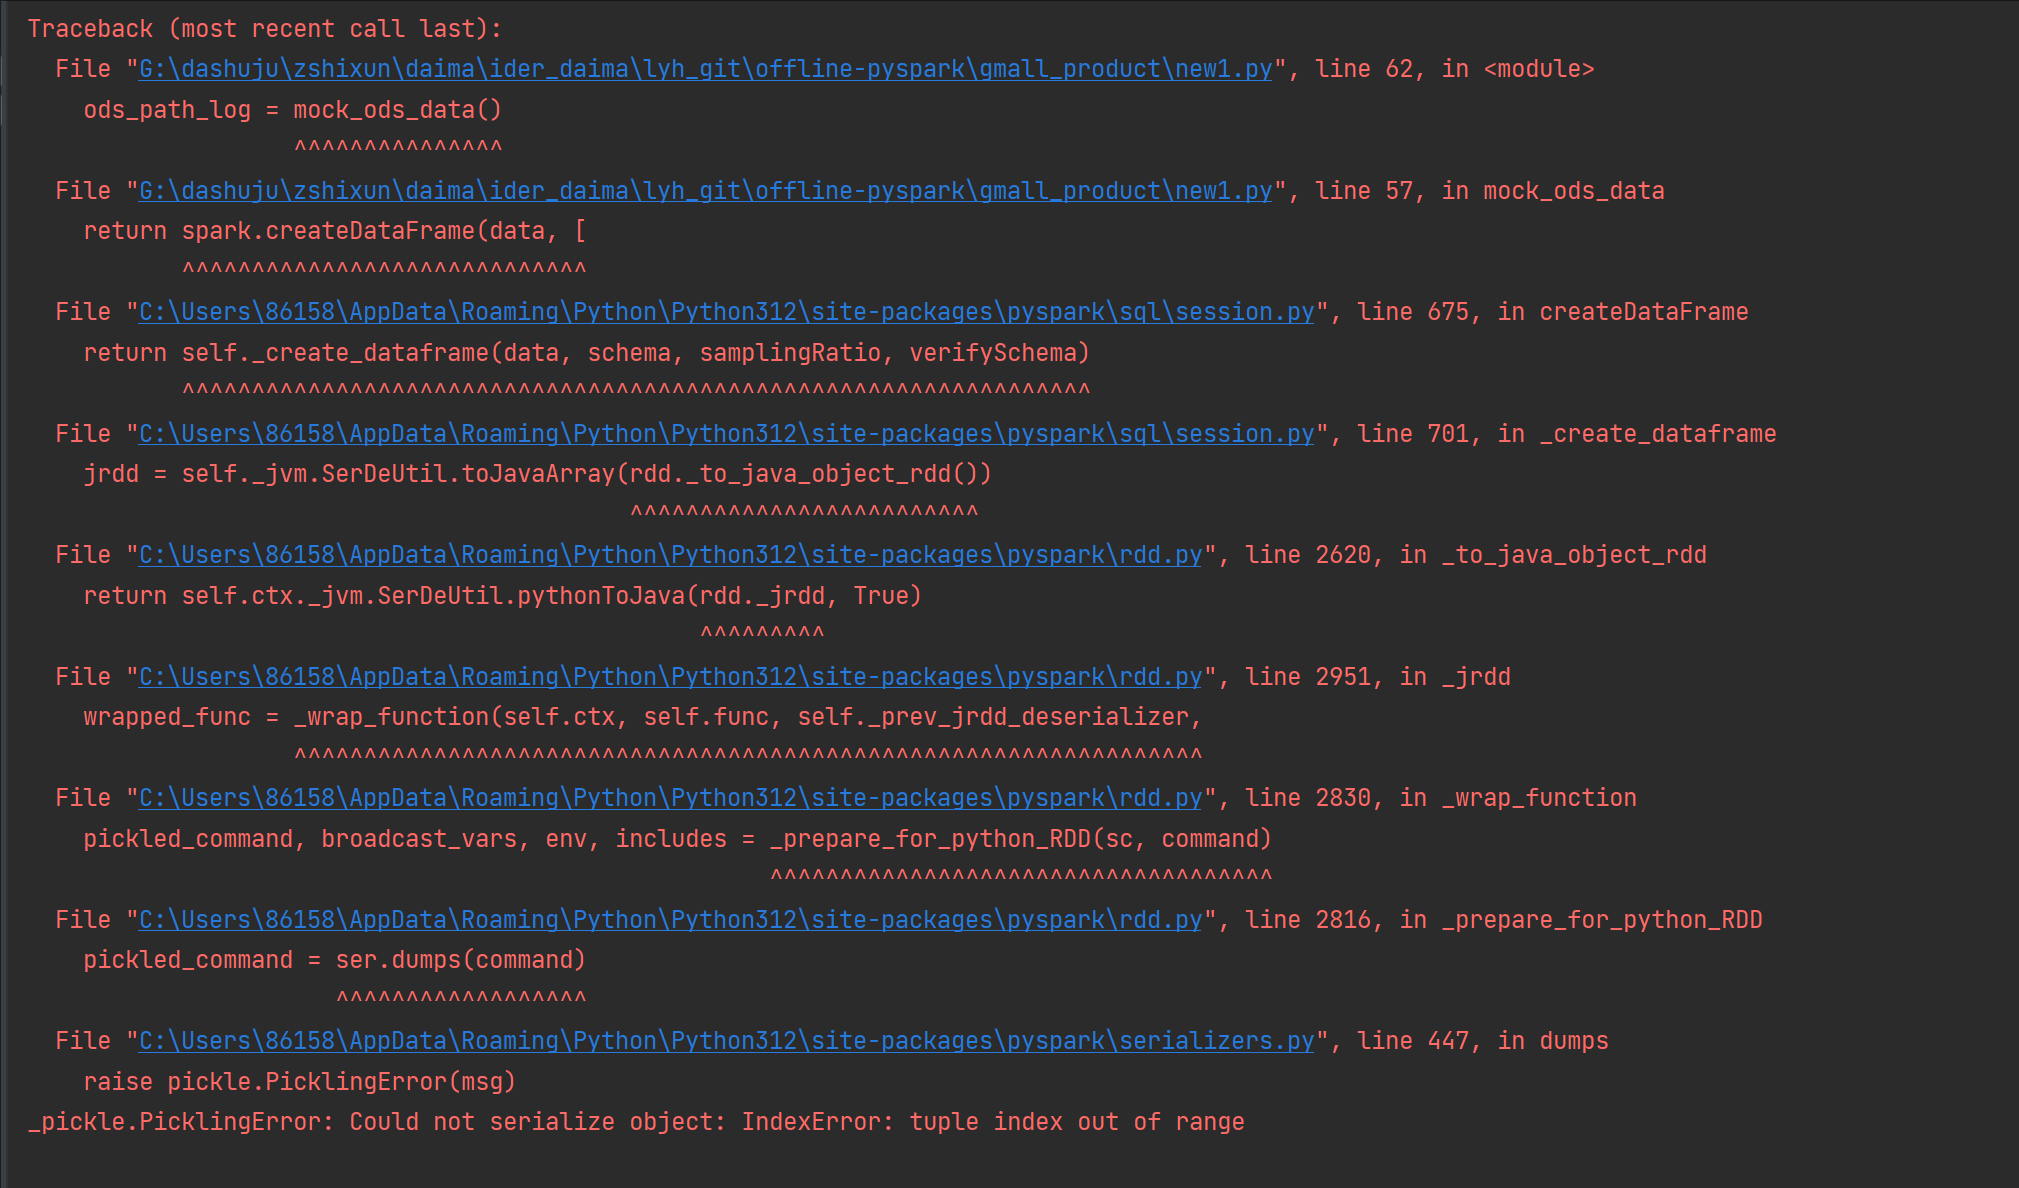 Traceback (most recent call last):
  File "G:\dashuju\zshixun\daima\ider_daima\lyh_git\offline-pyspark\gmall_product\new1.py", line 62, in <module>
    ods_path_log = mock_ods_data()
                   ^^^^^^^^^^^^^^^
  File "G:\dashuju\zshixun\daima\ider_daima\lyh_git\offline-pyspark\gmall_product\new1.py", line 57, in mock_ods_data
    return spark.createDataFrame(data, [
           ^^^^^^^^^^^^^^^^^^^^^^^^^^^^^
  File "C:\Users\86158\AppData\Roaming\Python\Python312\site-packages\pyspark\sql\session.py", line 675, in createDataFrame
    return self._create_dataframe(data, schema, samplingRatio, verifySchema)
           ^^^^^^^^^^^^^^^^^^^^^^^^^^^^^^^^^^^^^^^^^^^^^^^^^^^^^^^^^^^^^^^^^
  File "C:\Users\86158\AppData\Roaming\Python\Python312\site-packages\pyspark\sql\session.py", line 701, in _create_dataframe
    jrdd = self._jvm.SerDeUtil.toJavaArray(rdd._to_java_object_rdd())
                                           ^^^^^^^^^^^^^^^^^^^^^^^^^
  File "C:\Users\86158\AppData\Roaming\Python\Python312\site-packages\pyspark\rdd.py", line 2620, in _to_java_object_rdd
    return self.ctx._jvm.SerDeUtil.pythonToJava(rdd._jrdd, True)
                                                ^^^^^^^^^
  File "C:\Users\86158\AppData\Roaming\Python\Python312\site-packages\pyspark\rdd.py", line 2951, in _jrdd
    wrapped_func = _wrap_function(self.ctx, self.func, self._prev_jrdd_deserializer,
                   ^^^^^^^^^^^^^^^^^^^^^^^^^^^^^^^^^^^^^^^^^^^^^^^^^^^^^^^^^^^^^^^^^
  File "C:\Users\86158\AppData\Roaming\Python\Python312\site-packages\pyspark\rdd.py", line 2830, in _wrap_function
    pickled_command, broadcast_vars, env, includes = _prepare_for_python_RDD(sc, command)
                                                     ^^^^^^^^^^^^^^^^^^^^^^^^^^^^^^^^^^^^
  File "C:\Users\86158\AppData\Roaming\Python\Python312\site-packages\pyspark\rdd.py", line 2816, in _prepare_for_python_RDD
    pickled_command = ser.dumps(command)
                      ^^^^^^^^^^^^^^^^^^
  File "C:\Users\86158\AppData\Roaming\Python\Python312\site-packages\pyspark\serializers.py", line 447, in dumps
    raise pickle.PicklingError(msg)
_pickle.PicklingError: Could not serialize object: IndexError: tuple index out of range